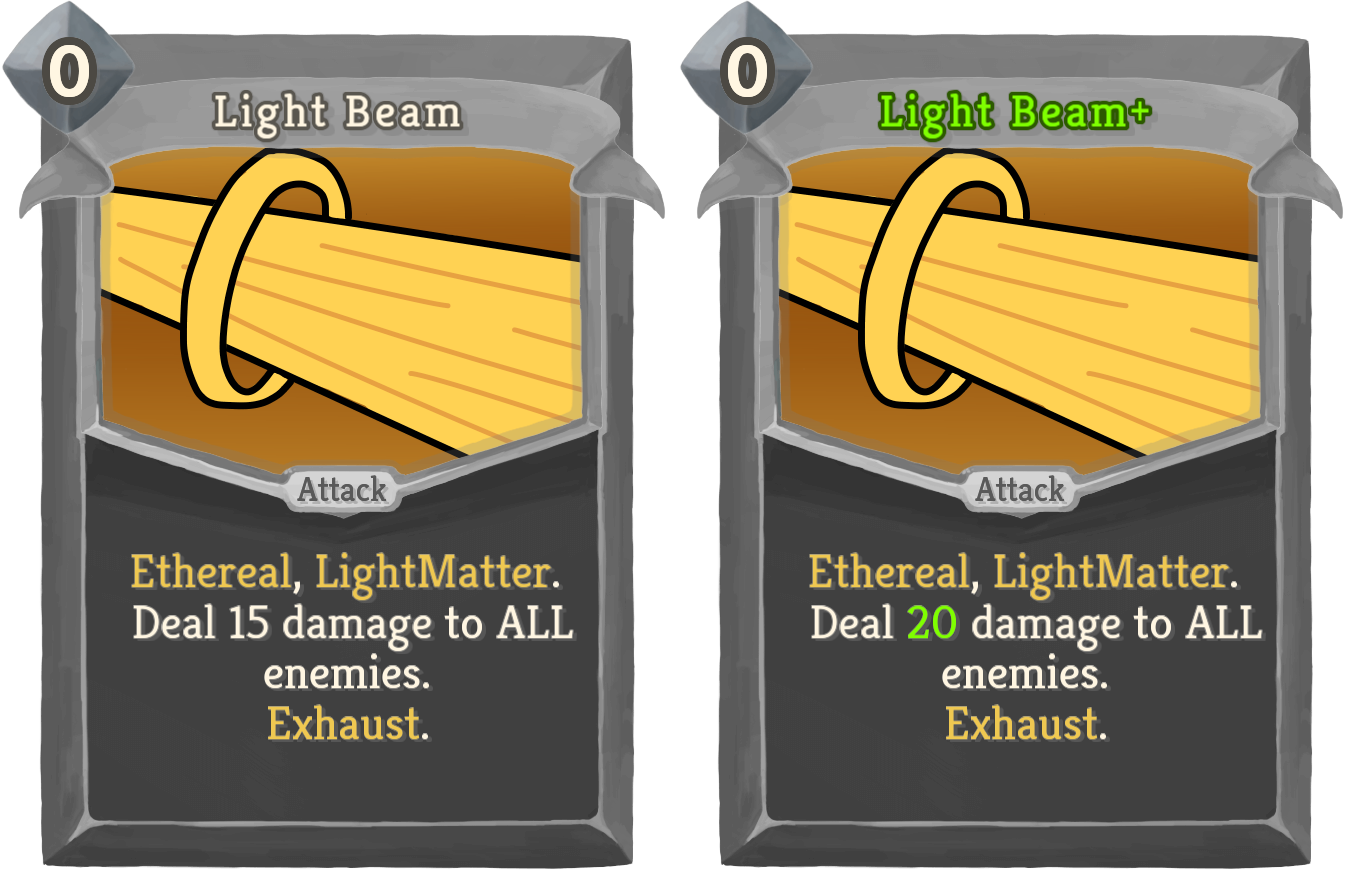 0
Light Beam
Attack
Ethereal, LightMatter.
Deal 15 damage to ALL
enemies.
Exhaust.
0
Light Beam+
Attack
Ethereal, LightMatter.
Deal 20 damage to ALL
enemies.
Exhaust.